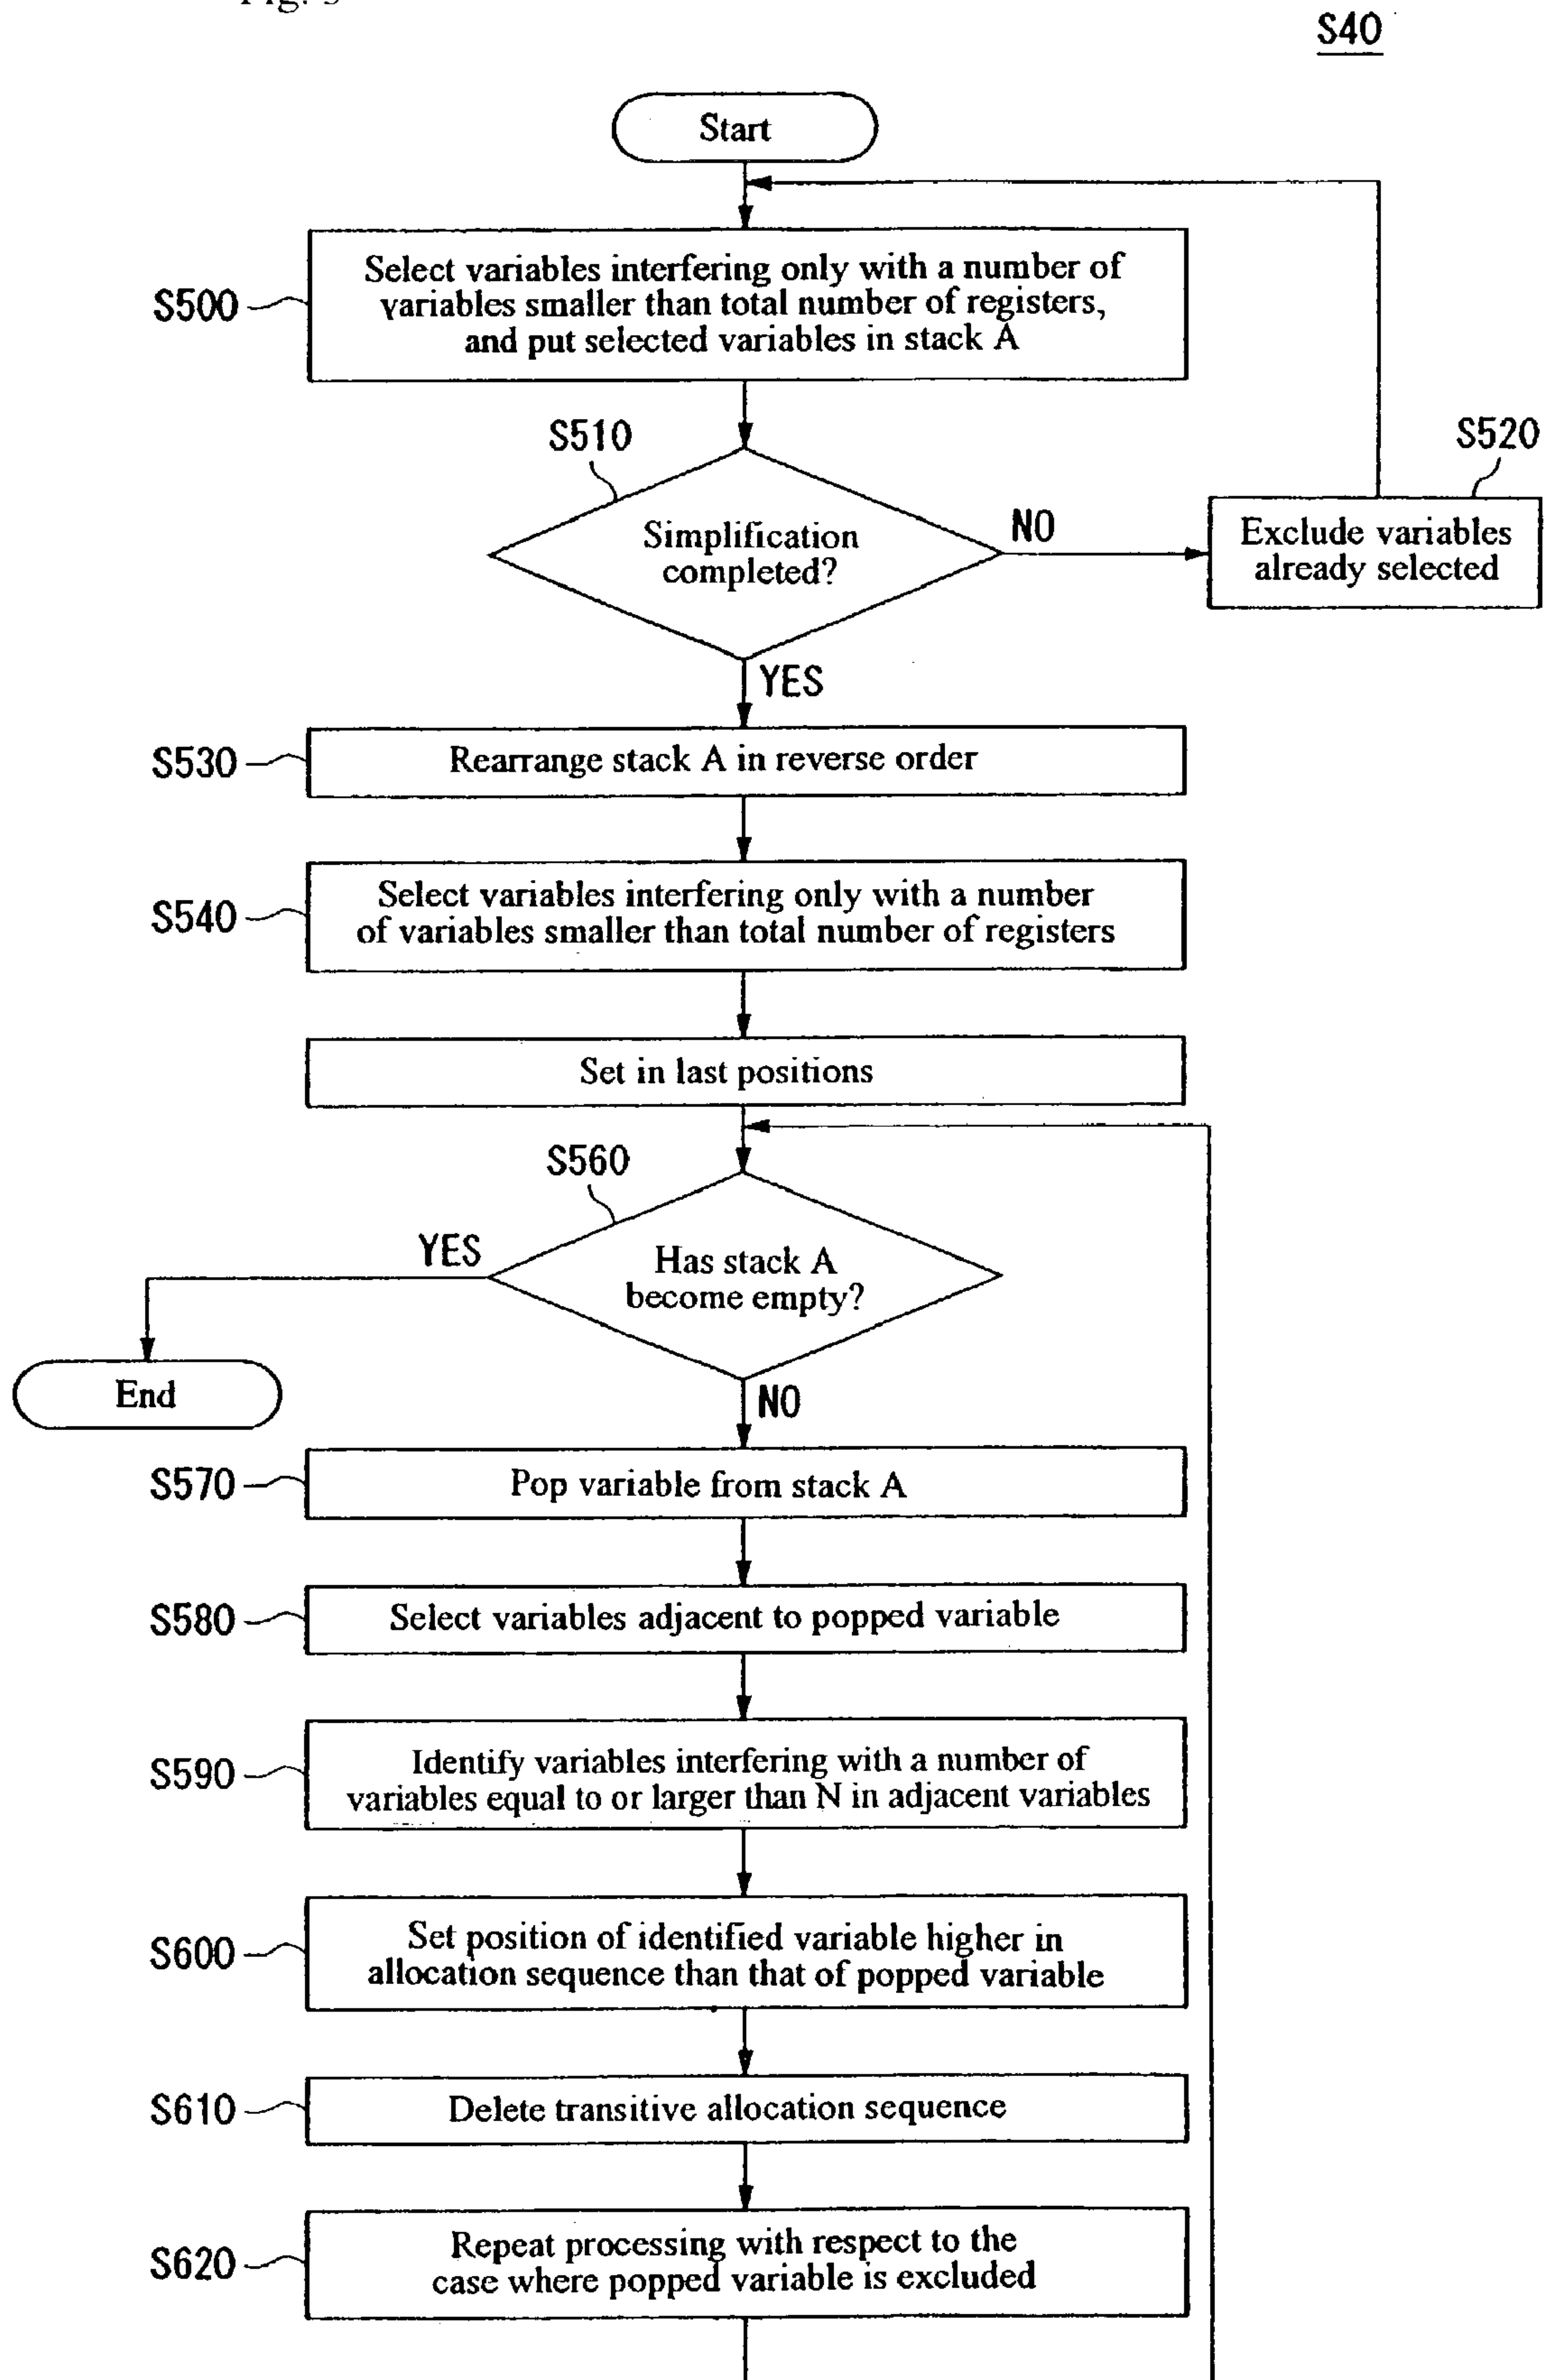 S40
Start
S500
Select variables interfering only with a number of
variables smaller than total number of registers,
and put selected variables in stack A
S510
Simplification
completed?
NO
S520
Exclude variables
already selected
YES
S530
Rearrange stack A in reverse order
S540
Select variables interfering only with a number
of variables smaller than total number of registers
Set in last positions
S560
Has stack A
become empty?
YES
End
NO
S570
Pop variable from stack A
S580
Select variables adjacent to popped variable
S590
Identify variables interfering with a number of
variables equal to or larger than N in adjacent variables
S600
Set position of identified variable higher in
allocation sequence than that of popped variable
S610
Delete transitive allocation sequence
S620
Repeat processing with respect to the
case where popped variable is excluded